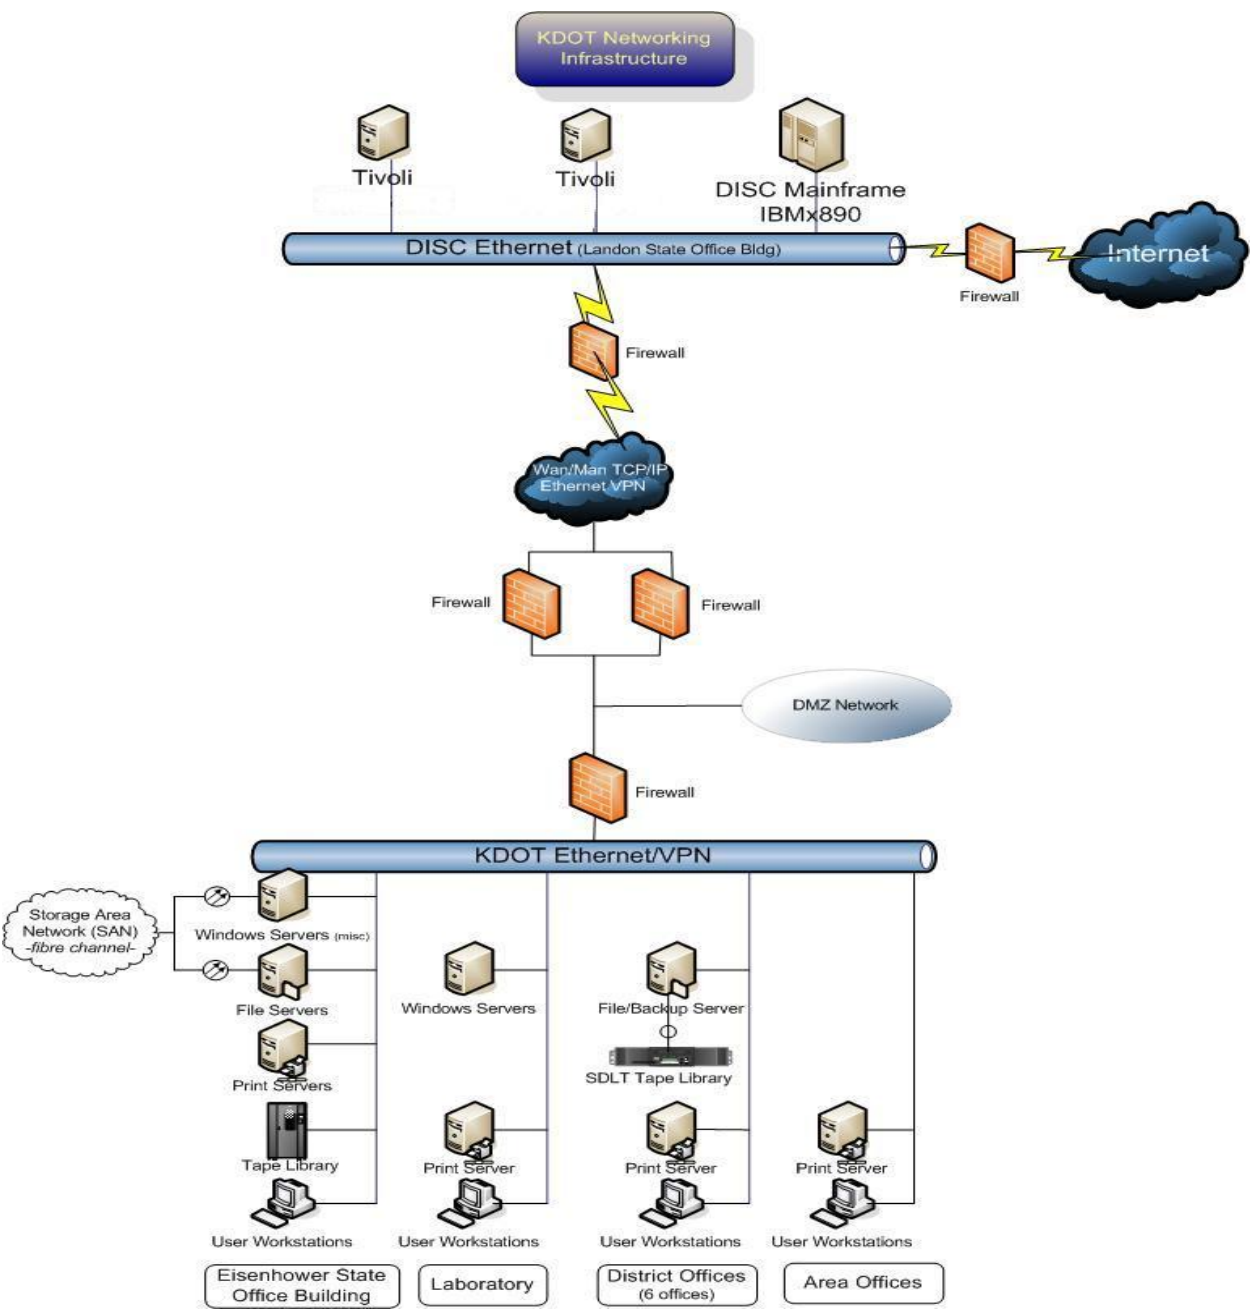 KDOT Networking
Infrastructure
Tivoli
Tivoli
DISC Mainframe
IBMx890
DISC Ethernet (Landon State Office Bldg)
Internet
Firewall
Firewall
Wan/Man TCP/IP
Ethernet VPN
Firewall
Firewall
DMZ Network
Firewall
KDOT Ethernet/VPN
Storage Area
Network (SAN)
-fibre channel-
Windows Servers (misc)
File Servers
Print Servers
Tape Library
User Workstations
Eisenhower State
Office Building
Windows Servers
Print Server
User Workstations
Laboratory
File/Backup Server
SDLT Tape Library
Print Server
User Workstations
District Offices
(6 offices)
Print Server
User Workstations
Area Offices